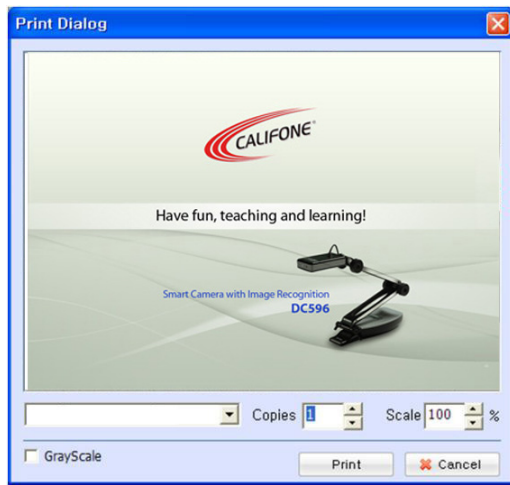 Print Dialog
CALIFONE®
Have fun, teaching and learning!
Smart Camera with Image Recognition
DC596
Copies 1 Scale 100 %
GrayScale
Print Cancel